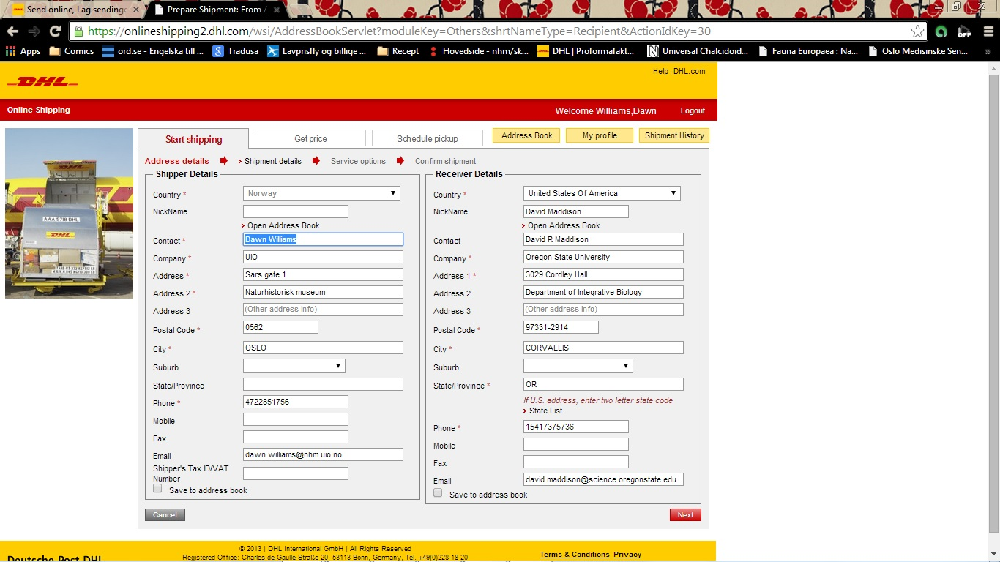 Send online, Lag sendinge
Prepare Shipment: From /
https://onlineshipping2.dhl.com/wsi/AddressBookServlet?moduleKey=Others&shrtNameType=Recipient&ActionIdKey=30
OFF
Apps Comics ord.se - Engelska till ... Tradusa Lavprisfly og billige ... Recept Hovedside - nhm/sk... DHL | Proformafakt... Universal Chalcidoid... Fauna Europaea : Na... Oslo Medisinske Sen... »
Help DHL.com
DHL
Online Shipping
Welcome Williams,Dawn Logout
Start shipping Get price Schedule pickup Address Book My profile Shipment History
Address details Shipment details Service options Confirm shipment
Shipper Details
Country * Norway
NickName
Open Address Book
Contact * Dawn Williams
Company * UiO
Address * Sars gate 1
Address 2 * Naturhistorisk museum
Address 3 (Other address info)
Postal Code * 0562
City * OSLO
Suburb
State/Province
Phone * 4722851756
Mobile
Fax
Email dawn.williams@nhm.uio.no
Shipper's Tax ID/VAT
Number
Save to address book
Cancel
Receiver Details
Country * United States Of America
NickName David Maddison
Open Address Book
Contact David R Maddison
Company * Oregon State University
Address 1 * 3029 Cordley Hall
Address 2 Department of Integrative Biology
Address 3 (Other address info)
Postal Code * 97331-2914
City * CORVALLIS
Suburb
State/Province * OR
If U.S. address, enter two letter state code
State List.
Phone * 15417375736
Mobile
Fax
Email david.maddison@science.oregonstate.edu
Save to address book
Next
AAA 5718 DHL
DHL
© 2013 | DHL International GmbH | All Rights Reserved
Registered Office: Charles-de-Gaulle-Straße 20, 53113 Bonn, Germany, Tel, +49(0)228-18 20
Terms & Conditions Privacy
Deutsche Post DHL